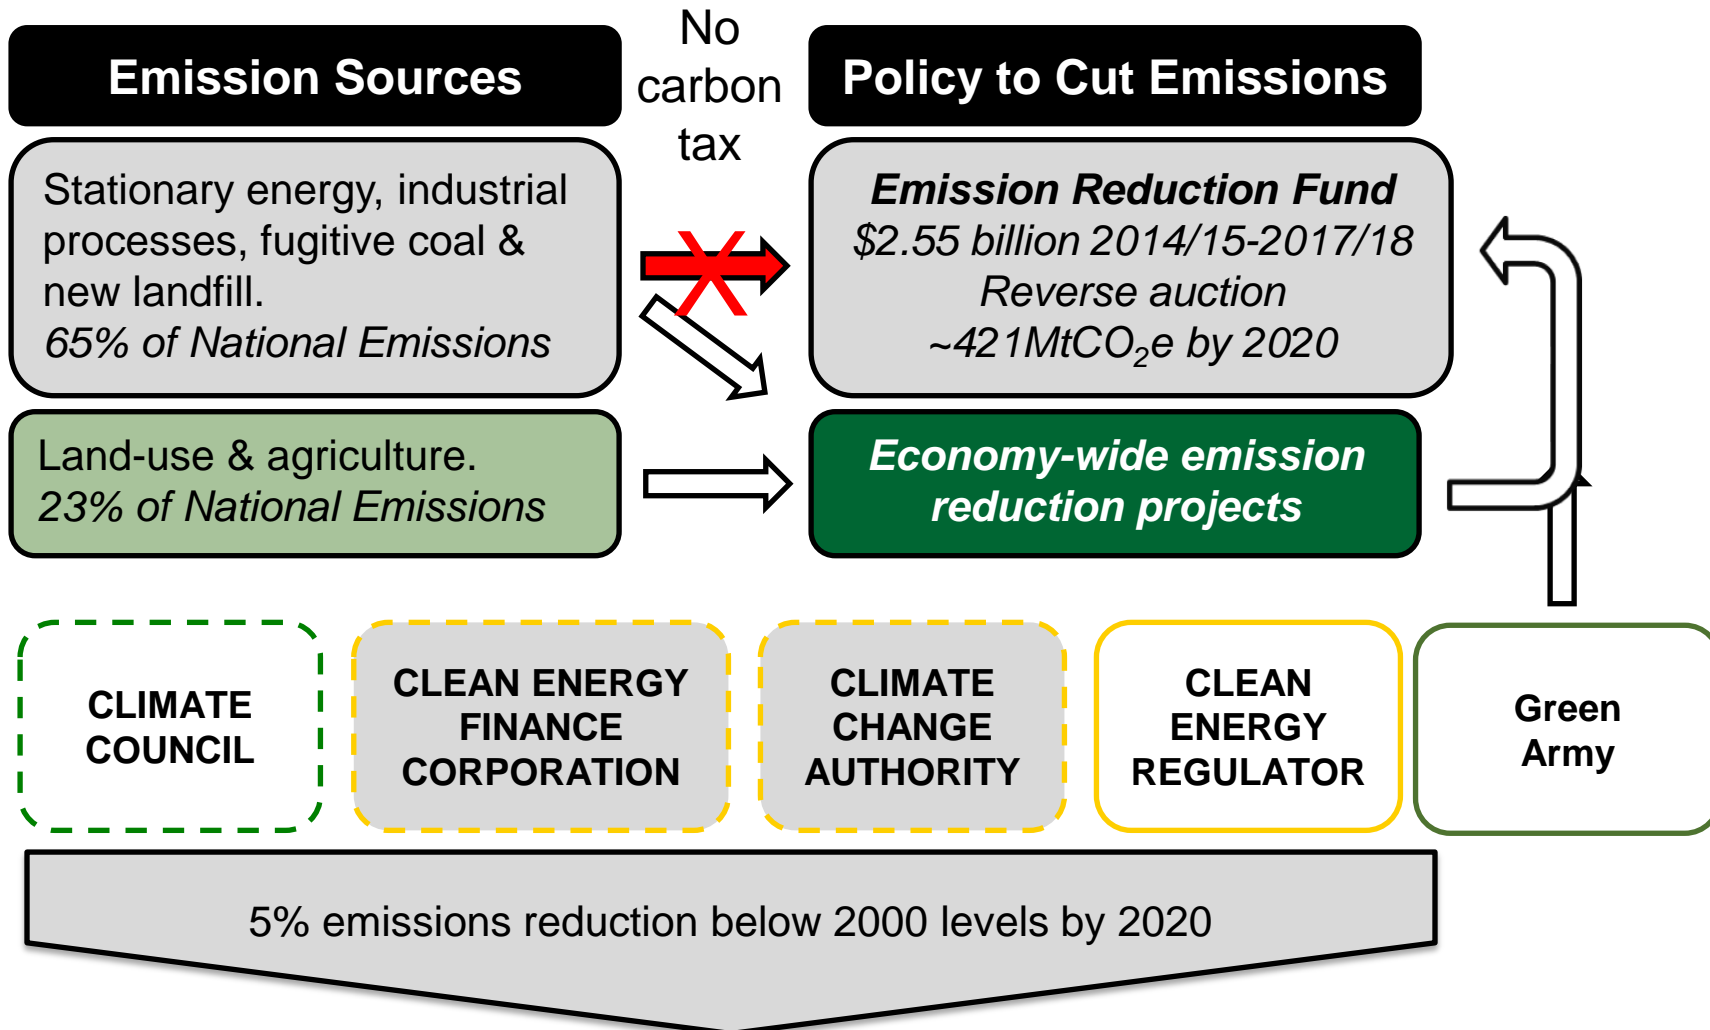 Emission Sources
No
carbon
tax
Policy to Cut Emissions
Stationary energy, industrial
processes, fugitive coal &
new landfill.
65% of National Emissions
Emission Reduction Fund
$2.55 billion 2014/15-2017/18
Reverse auction
~421MtCO₂e by 2020
Land-use & agriculture.
23% of National Emissions
Economy-wide emission
reduction projects
CLIMATE
COUNCIL
CLEAN ENERGY
FINANCE
CORPORATION
CLIMATE
CHANGE
AUTHORITY
CLEAN
ENERGY
REGULATOR
Green
Army
5% emissions reduction below 2000 levels by 2020